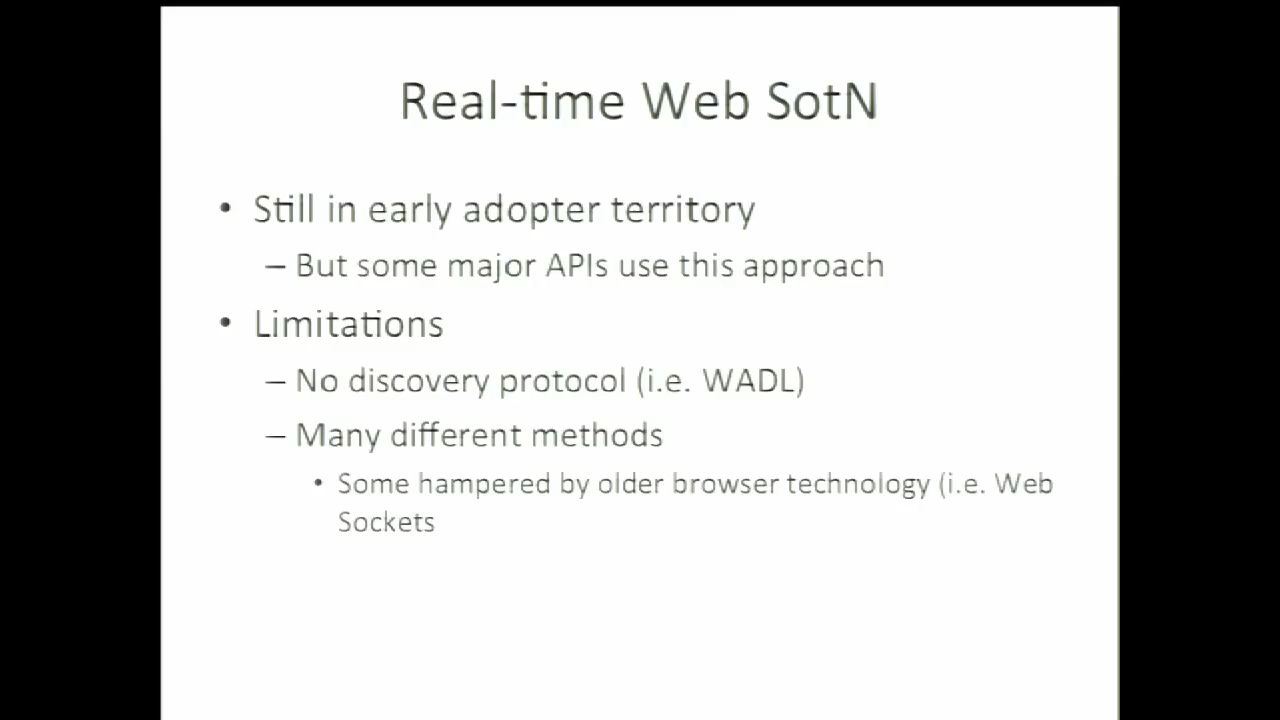 Real-time Web SotN
• Still in early adopter territory
– But some major APIs use this approach
• Limitations
– No discovery protocol (i.e. WADL)
– Many different methods
• Some hampered by older browser technology (i.e. Web
Sockets